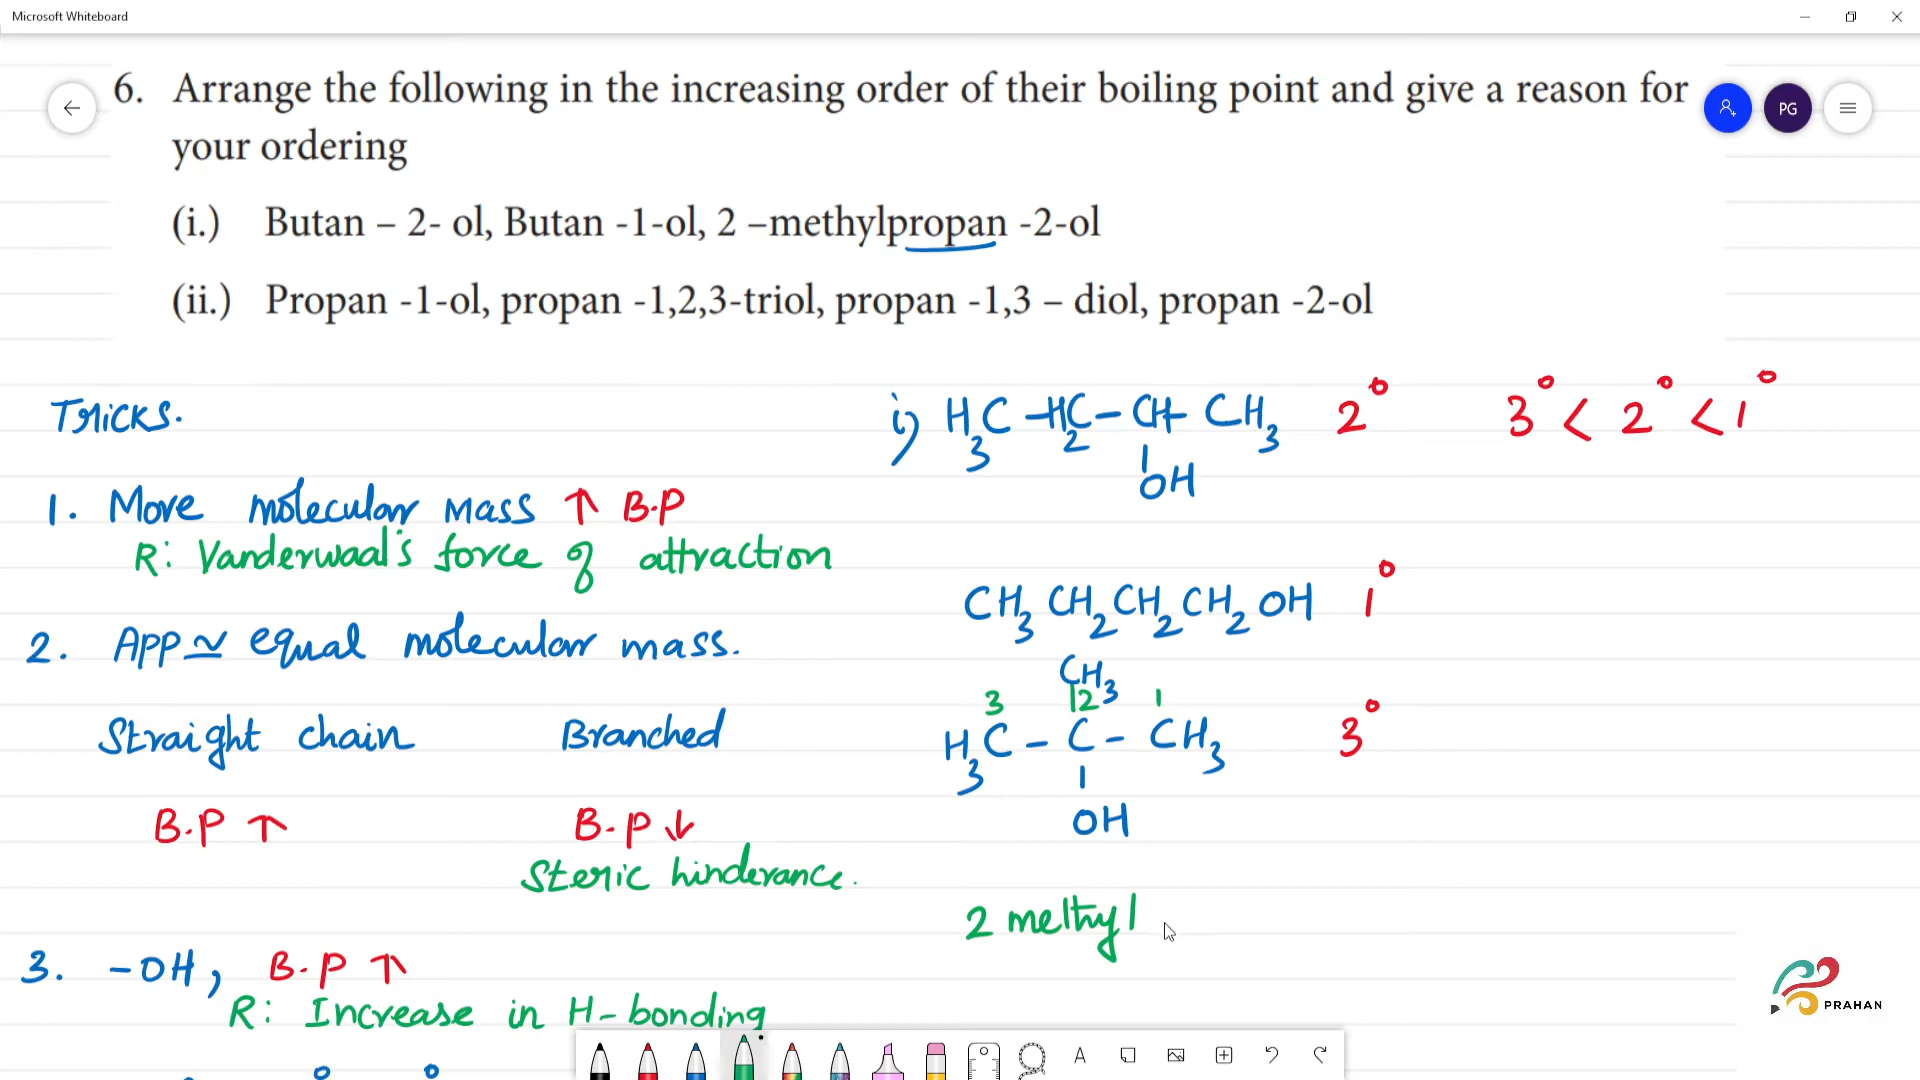 Microsoft Whiteboard
6. Arrange the following in the increasing order of their boiling point and give a reason for
your ordering
PG
(i.) Butan – 2- ol, Butan -1-ol, 2 –methylpropan -2-ol
(ii.) Propan -1-ol, propan -1,2,3-triol, propan -1,3 – diol, propan -2-ol
Tricks.
1. More molecular mass ↑ B.P
R: Vanderwaal's force of attraction
2. App ≃ equal molecular mass.
Straight chain Branched
B.P ↑ B.P ↓
Steric hinderance.
3. -OH, B.P ↑
R: Increase in H-bonding
i) H₃C - H₂C - CH - CH₃ 2° 3° < 2° < 1°
OH
CH₃ CH₂ CH₂ CH₂ OH 1°
CH₃
3 12 1
H₃C - C - CH₃ 3°
OH
2 methyl
PRAHAN
A